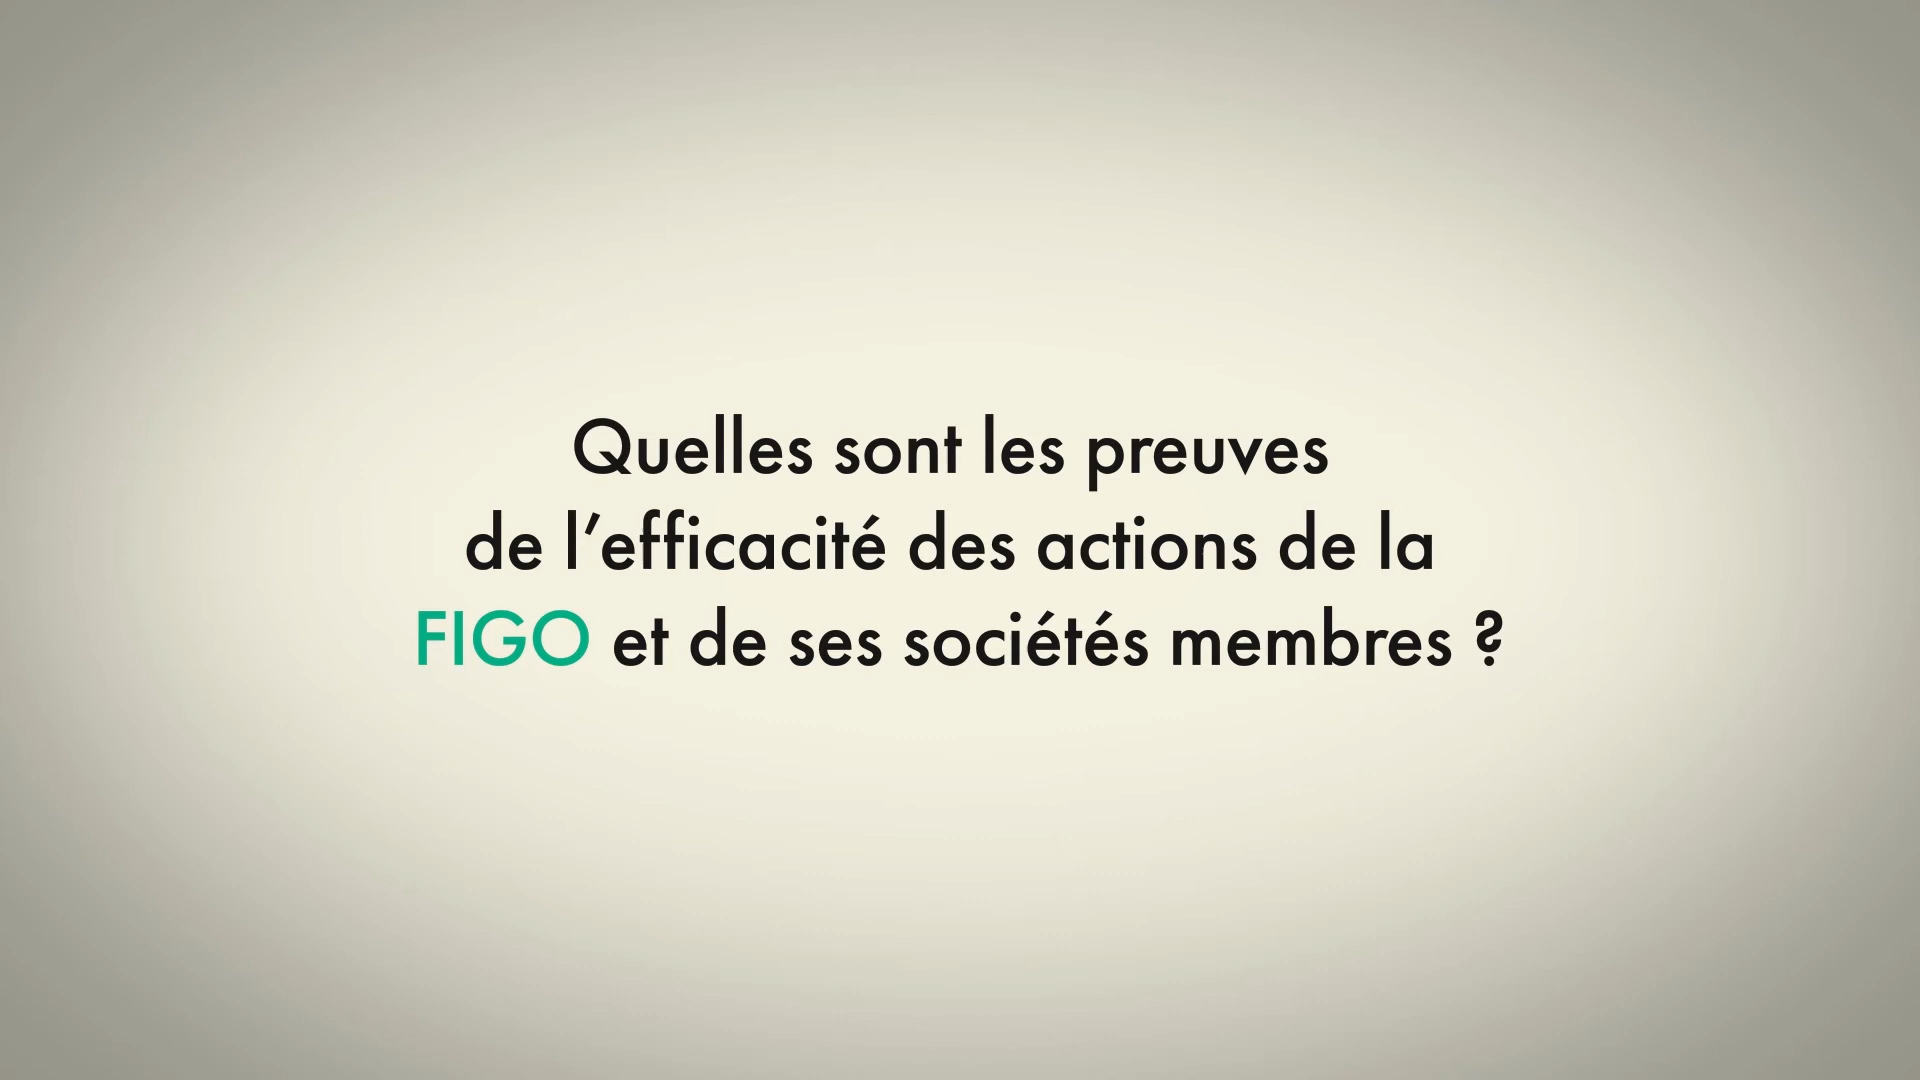 Quelles sont les preuves
de l’efficacité des actions de la
FIGO et de ses sociétés membres ?